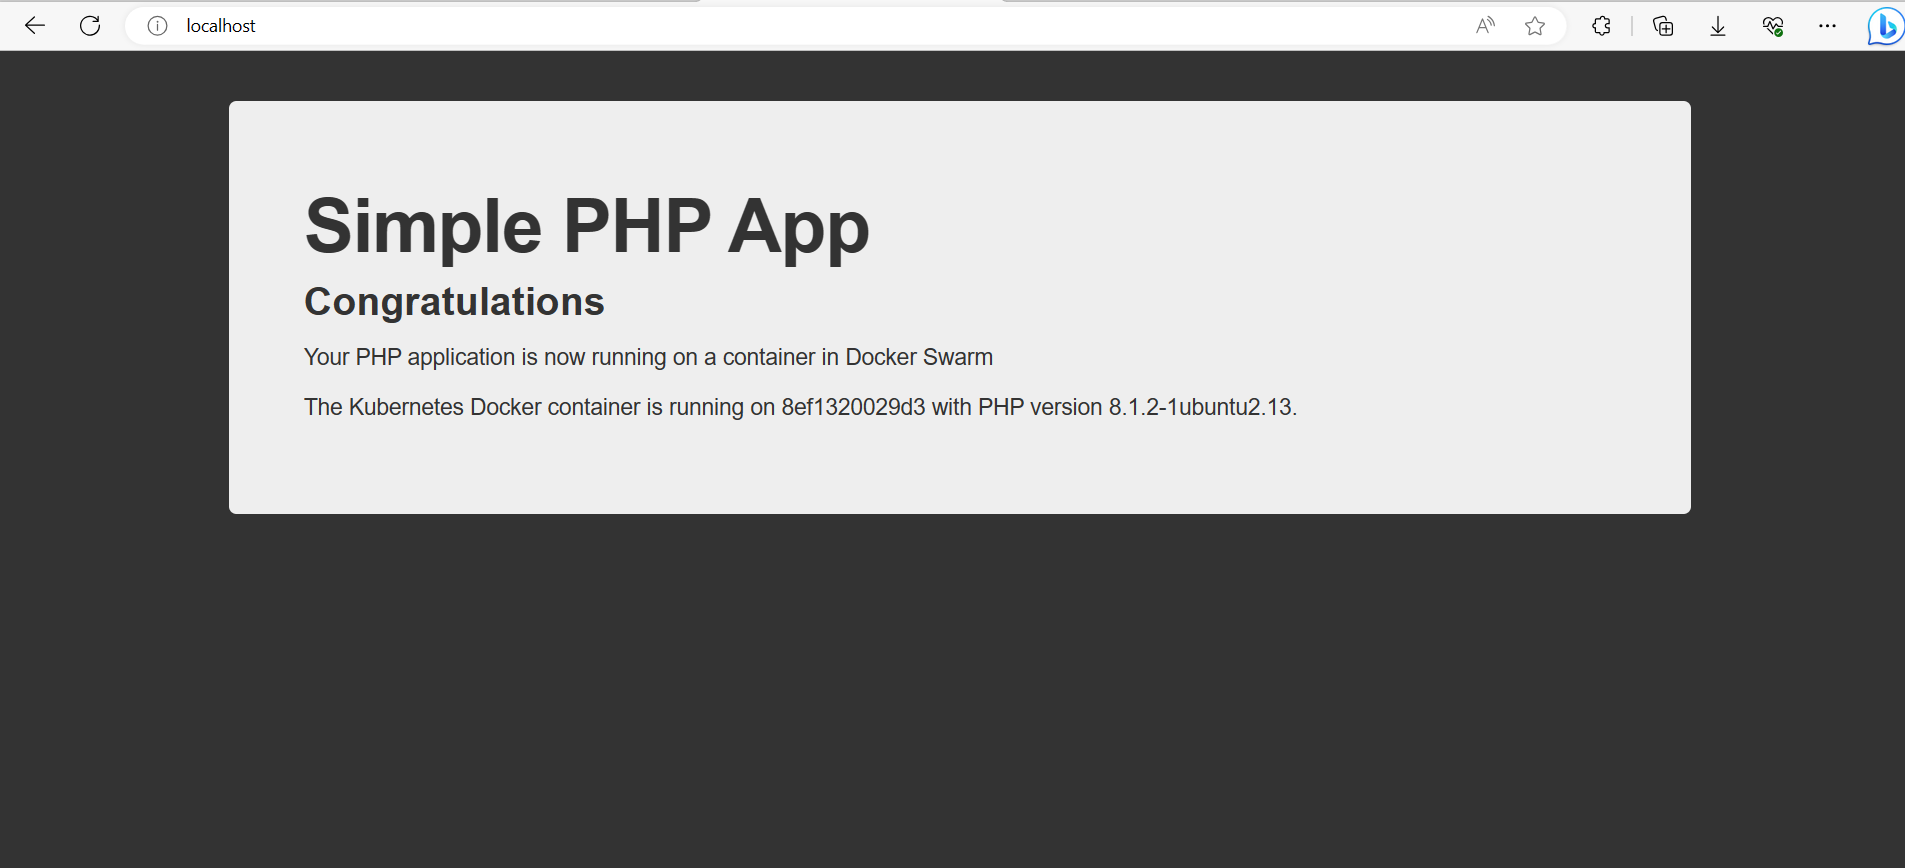 localhost
Simple PHP App
Congratulations
Your PHP application is now running on a container in Docker Swarm
The Kubernetes Docker container is running on 8ef1320029d3 with PHP version 8.1.2-1ubuntu2.13.